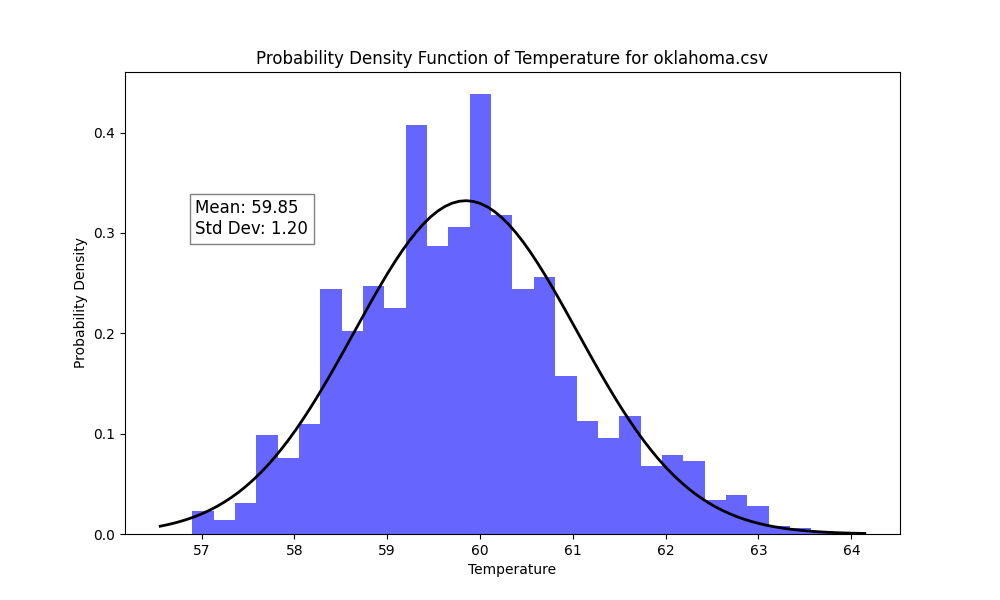 Probability Density Function of Temperature for oklahoma.csv
0.4
0.3
0.2
0.1
0.0
Probability Density
Mean: 59.85
Std Dev: 1.20
57 58 59 60 61 62 63 64
Temperature